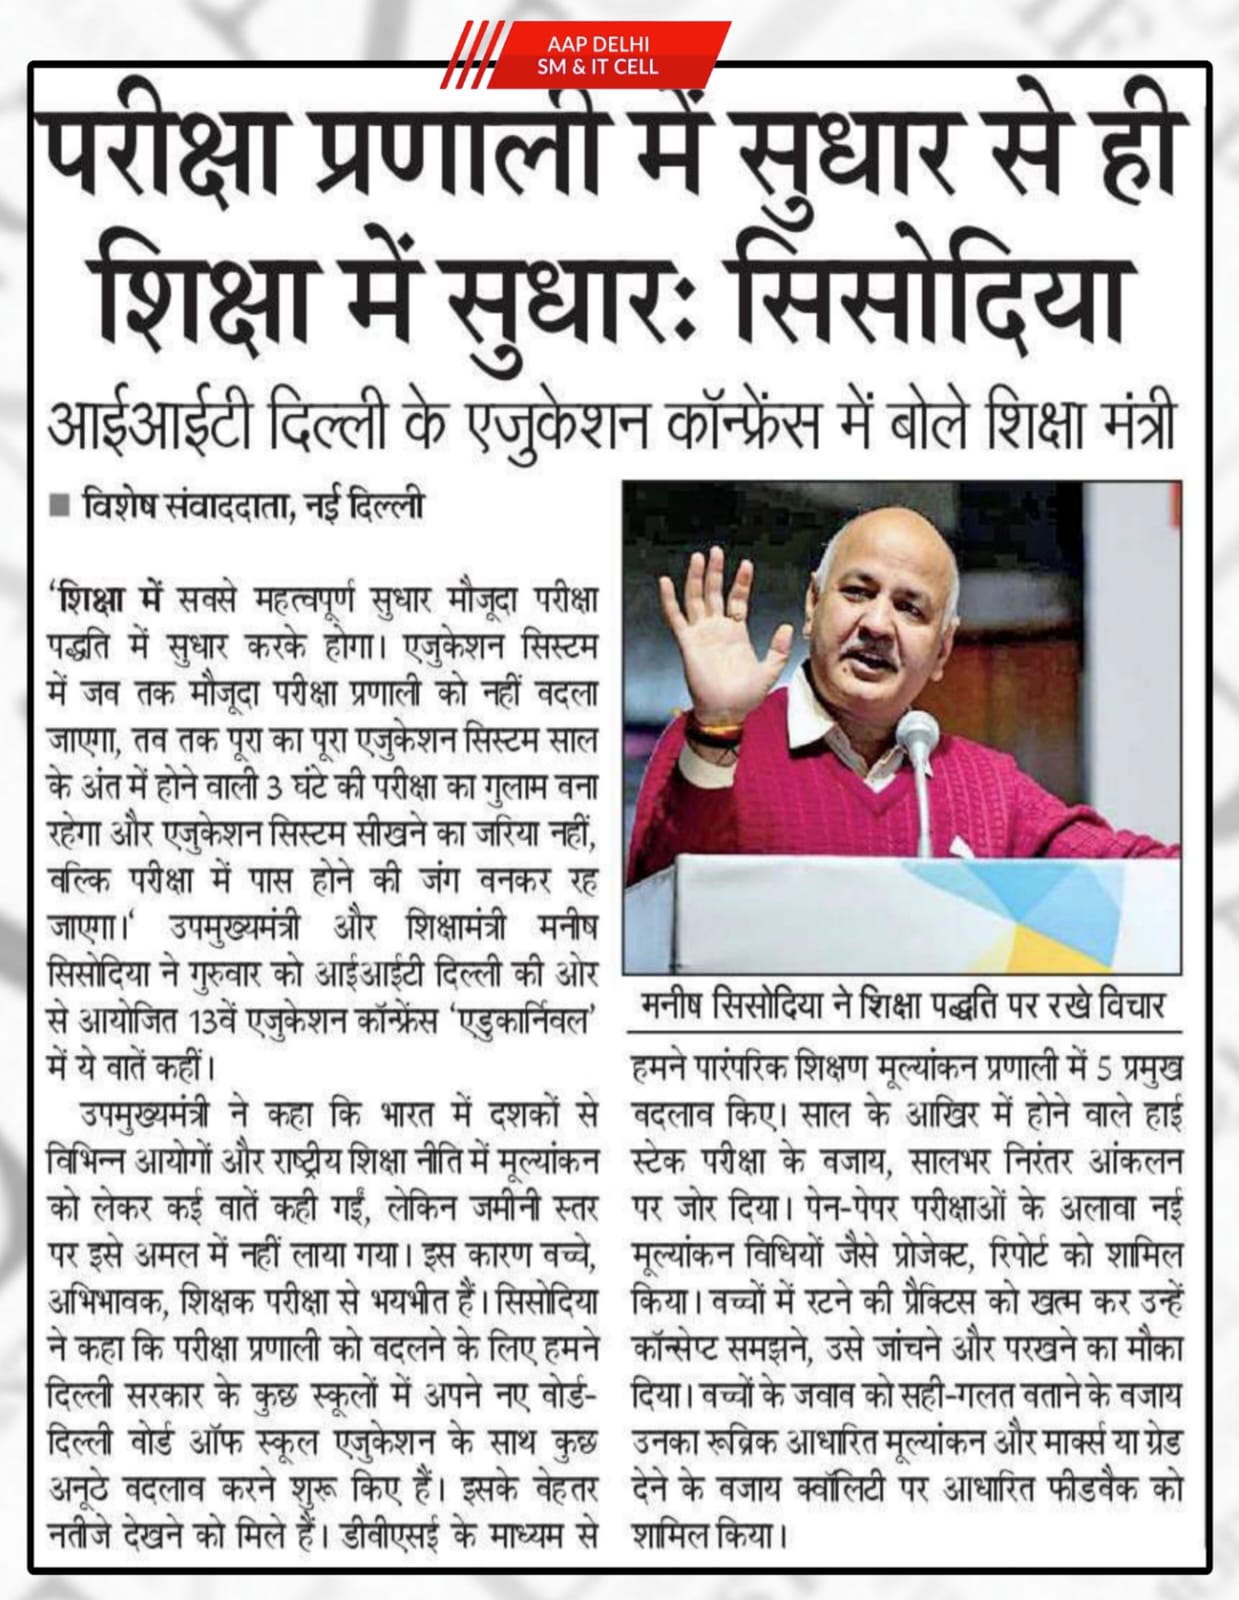 AAP DELHI
SM & IT CELL
परीक्षा प्रणाली में सुधार से ही
शिक्षा में सुधार: सिसोदिया
आईआईटी दिल्ली के एजुकेशन कॉन्फ्रेंस में बोले शिक्षा मंत्री
■ विशेष संवाददाता, नई दिल्ली
‘शिक्षा में सबसे महत्वपूर्ण सुधार मौजूदा परीक्षा
पद्धति में सुधार करके होगा। एजुकेशन सिस्टम
में जब तक मौजूदा परीक्षा प्रणाली को नहीं बदला
जाएगा, तब तक पूरा का पूरा एजुकेशन सिस्टम साल
के अंत में होने वाली 3 घंटे की परीक्षा का गुलाम बना
रहेगा और एजुकेशन सिस्टम सीखने का जरिया नहीं,
बल्कि परीक्षा में पास होने की जंग बनकर रह
जाएगा।‘ उपमुख्यमंत्री और शिक्षामंत्री मनीष
सिसोदिया ने गुरुवार को आईआईटी दिल्ली की ओर
से आयोजित 13वें एजुकेशन कॉन्फ्रेंस ‘एडुकार्निवल’
में ये बातें कहीं।
उपमुख्यमंत्री ने कहा कि भारत में दशकों से
विभिन्न आयोगों और राष्ट्रीय शिक्षा नीति में मूल्यांकन
को लेकर कई बातें कही गईं, लेकिन जमीनी स्तर
पर इसे अमल में नहीं लाया गया। इस कारण बच्चे,
अभिभावक, शिक्षक परीक्षा से भयभीत हैं। सिसोदिया
ने कहा कि परीक्षा प्रणाली को बदलने के लिए हमने
दिल्ली सरकार के कुछ स्कूलों में अपने नए बोर्ड-
दिल्ली बोर्ड ऑफ स्कूल एजुकेशन के साथ कुछ
अनूठे बदलाव करने शुरू किए हैं। इसके बेहतर
नतीजे देखने को मिले हैं। डीबीएसई के माध्यम से
मनीष सिसोदिया ने शिक्षा पद्धति पर रखे विचार
हमने पारंपरिक शिक्षण मूल्यांकन प्रणाली में 5 प्रमुख
बदलाव किए। साल के आखिर में होने वाले हाई
स्टेक परीक्षा के बजाय, सालभर निरंतर आंकलन
पर जोर दिया। पेन-पेपर परीक्षाओं के अलावा नई
मूल्यांकन विधियों जैसे प्रोजेक्ट, रिपोर्ट को शामिल
किया। बच्चों में रटने की प्रैक्टिस को खत्म कर उन्हें
कॉन्सेप्ट समझने, उसे जांचने और परखने का मौका
दिया। बच्चों के जवाब को सही-गलत बताने के बजाय
उनका रूब्रिक आधारित मूल्यांकन और मार्क्स या ग्रेड
देने के बजाय क्वॉलिटी पर आधारित फीडबैक को
शामिल किया।